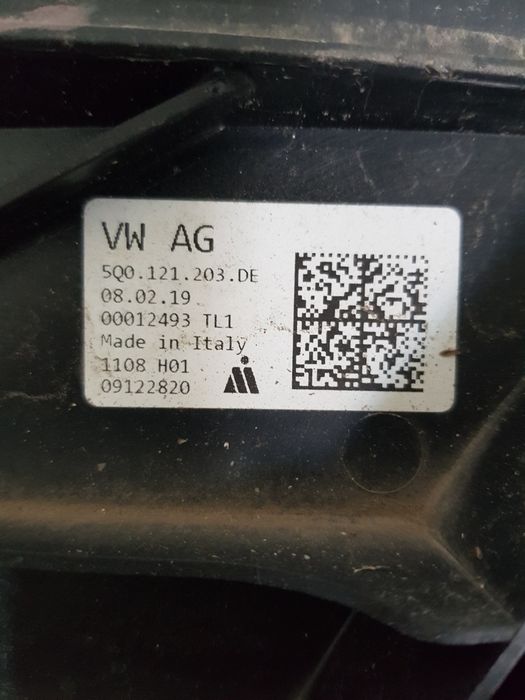 VW AG
5Q0.121.203.DE
08.02.19
00012493 TL1
Made in Italy
1108 H01
09122820